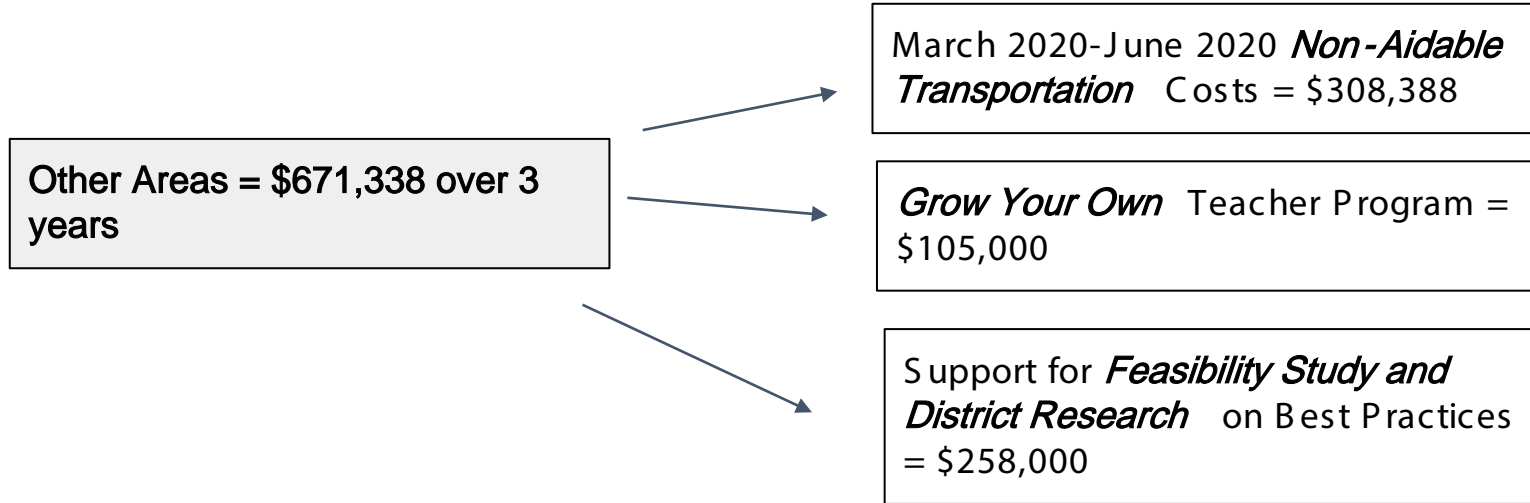 Other Areas = $671,338 over 3
years
March 2020-June 2020 Non-Aidable
Transportation Costs = $308,388
Grow Your Own Teacher Program =
$105,000
Support for Feasibility Study and
District Research on Best Practices
= $258,000